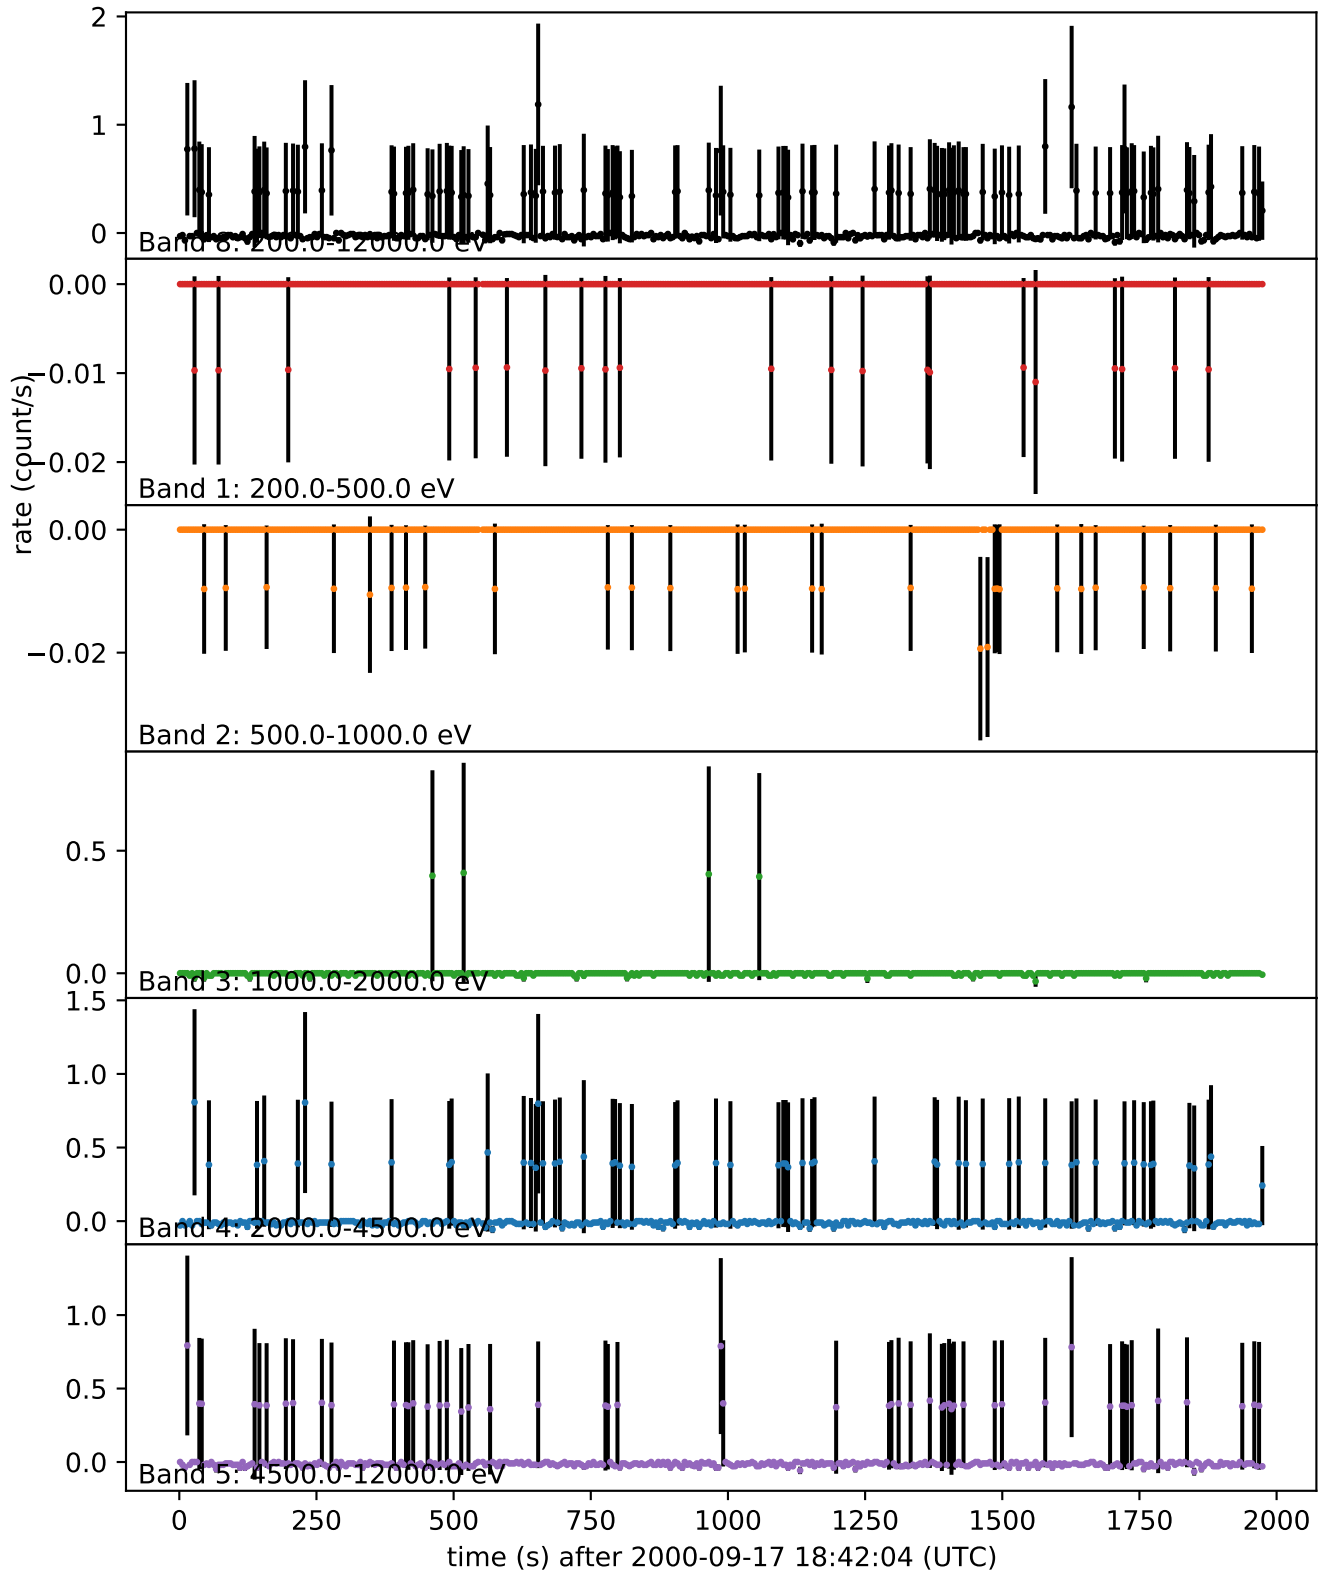 2
1
0
Band 8: 200.0-12000.0 eV
0.00
−0.01
−0.02
Band 1: 200.0-500.0 eV
rate (count/s)
0.00
−0.02
Band 2: 500.0-1000.0 eV
0.5
0.0
Band 3: 1000.0-2000.0 eV
1.5
1.0
0.5
0.0
Band 4: 2000.0-4500.0 eV
1.0
0.5
0.0
Band 5: 4500.0-12000.0 eV
0 250 500 750 1000 1250 1500 1750 2000
time (s) after 2000-09-17 18:42:04 (UTC)